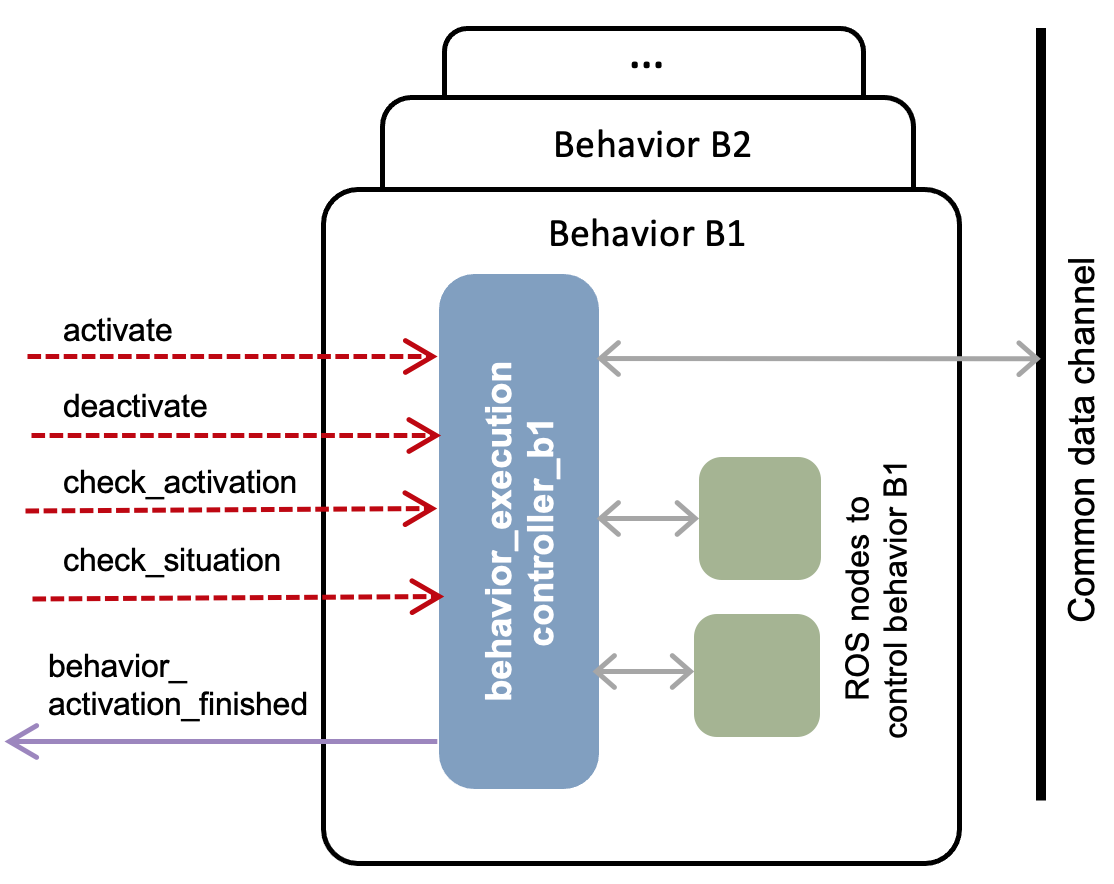 ...
Behavior B2
Behavior B1
activate
deactivate
check_activation
check_situation
behavior_
activation_finished
behavior_execution
controller_b1
ROS nodes to
control behavior B1
Common data channel